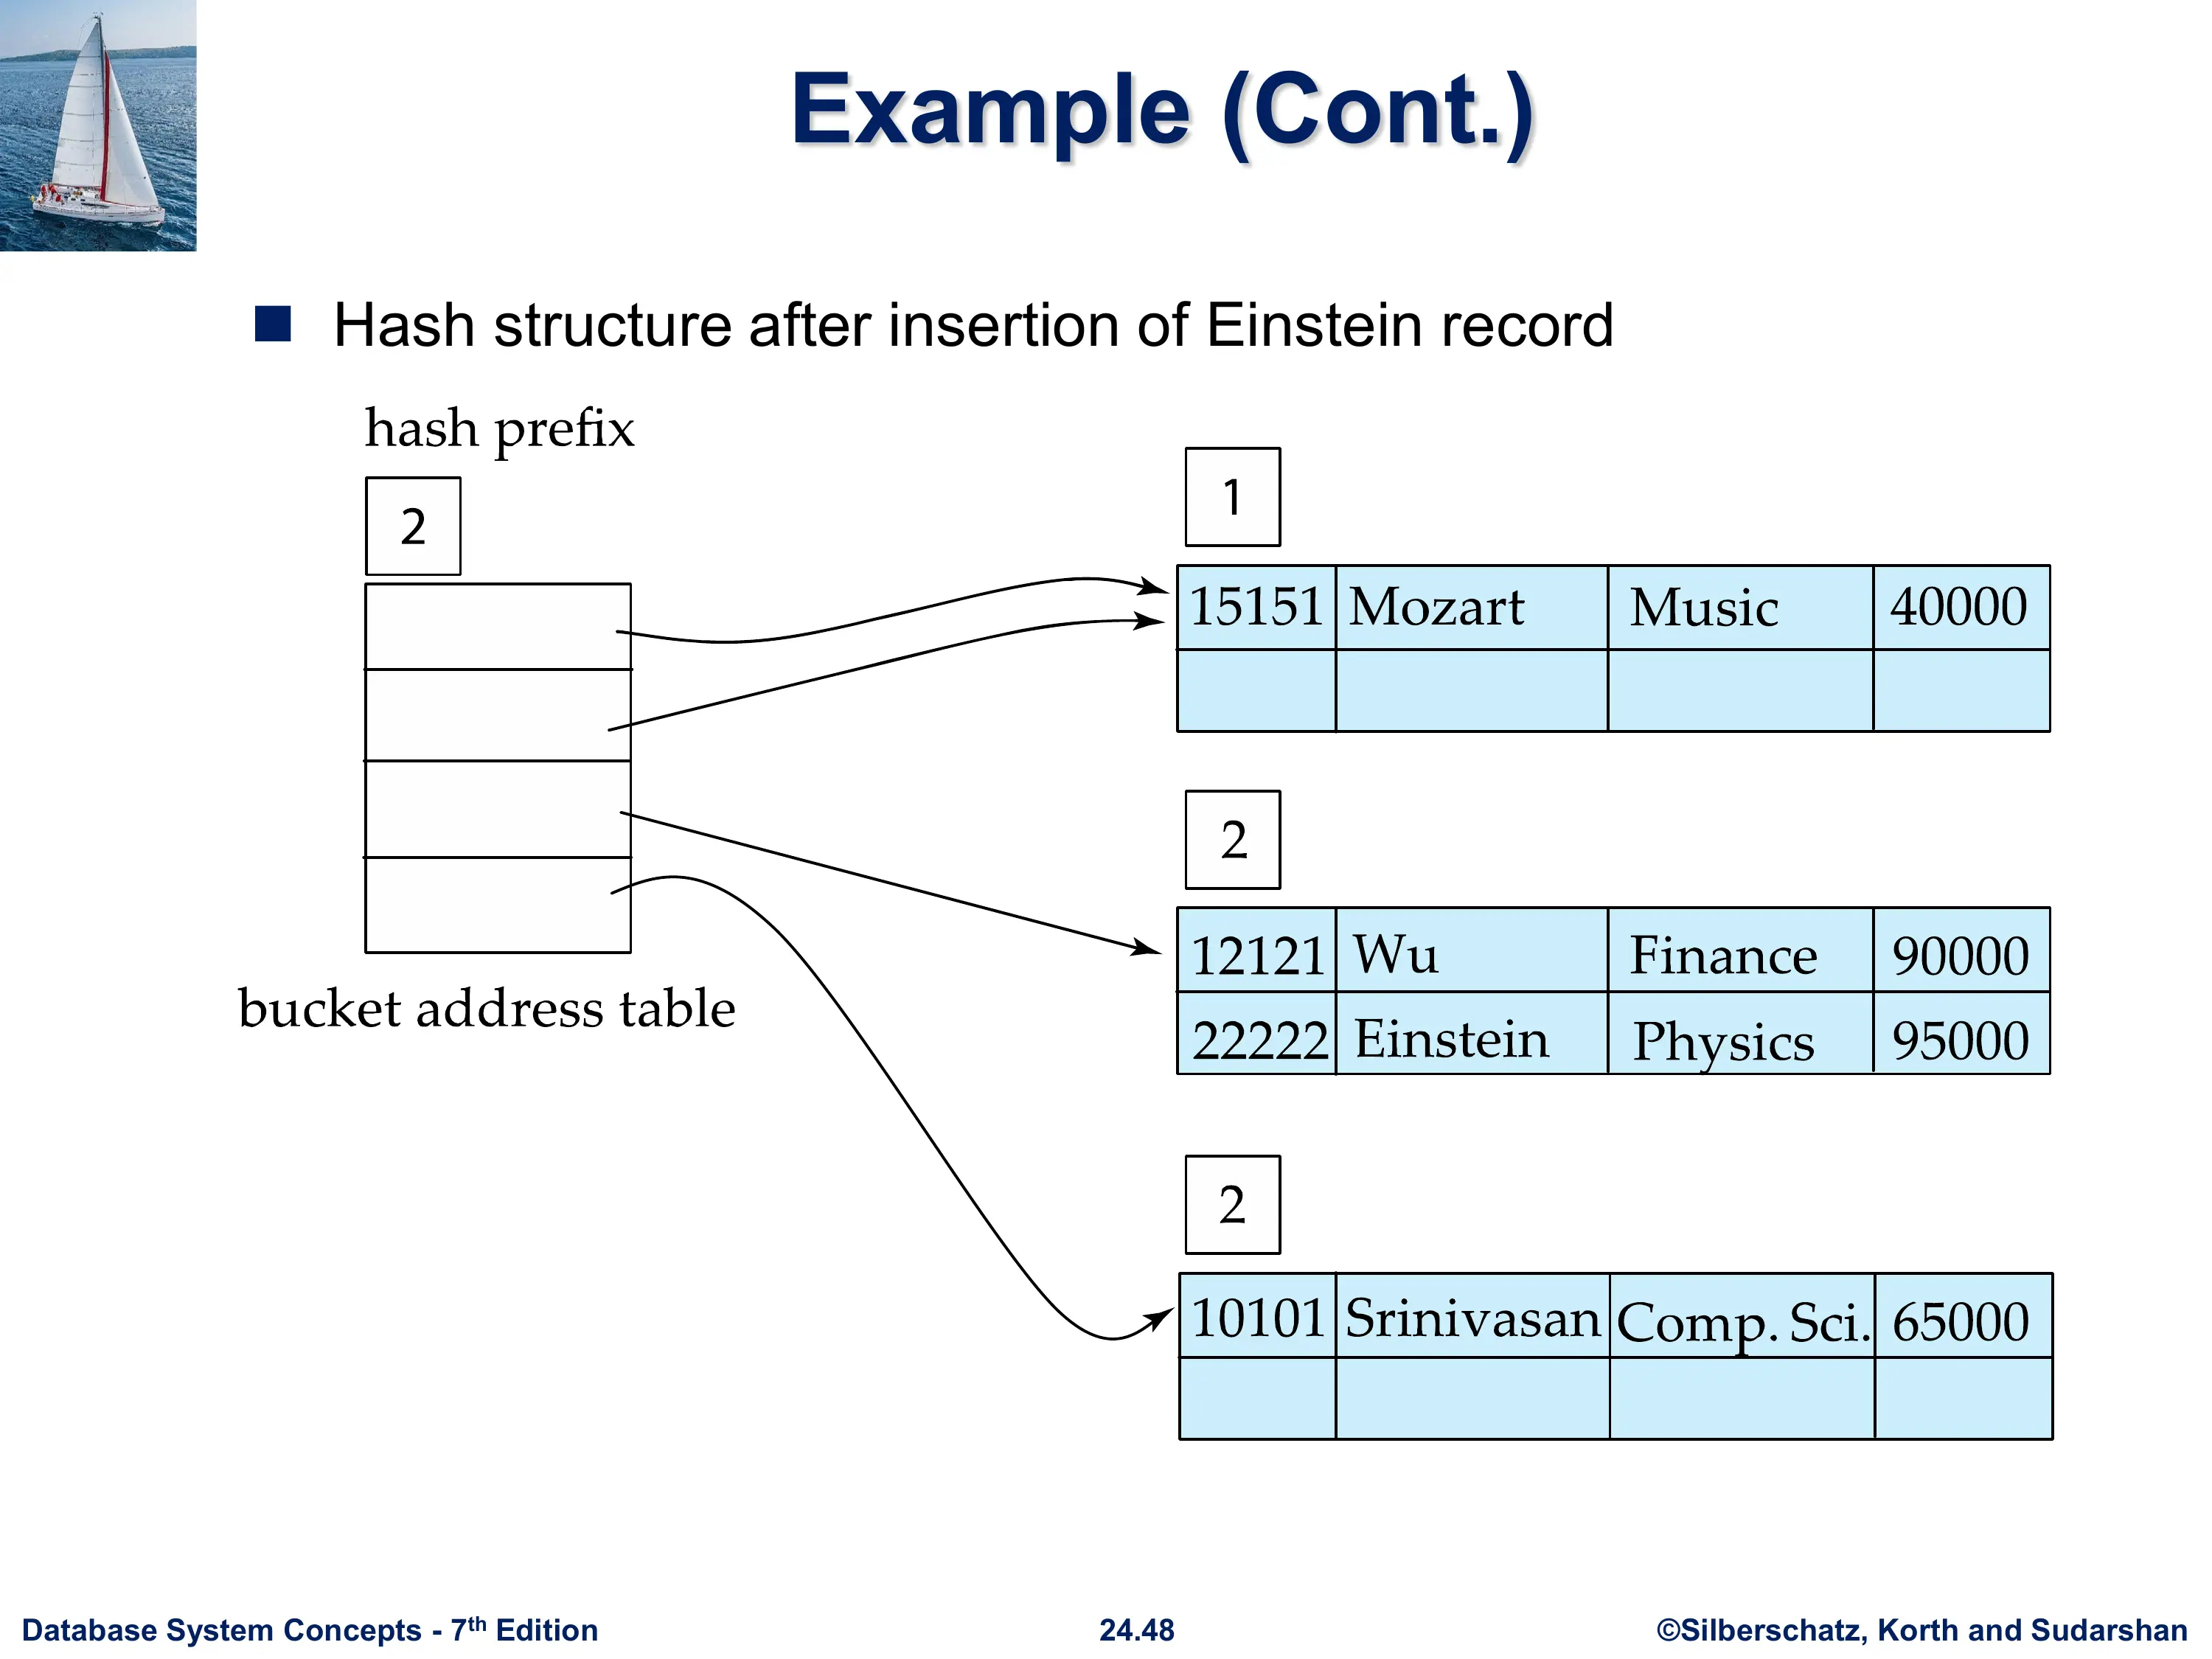 Example (Cont.)
Hash structure after insertion of Einstein record
hash prefix
2
bucket address table
1
15151 Mozart Music 40000
2
12121 Wu Finance 90000
22222 Einstein Physics 95000
2
10101 Srinivasan Comp. Sci. 65000
Database System Concepts - 7th Edition
24.48
©Silberschatz, Korth and Sudarshan